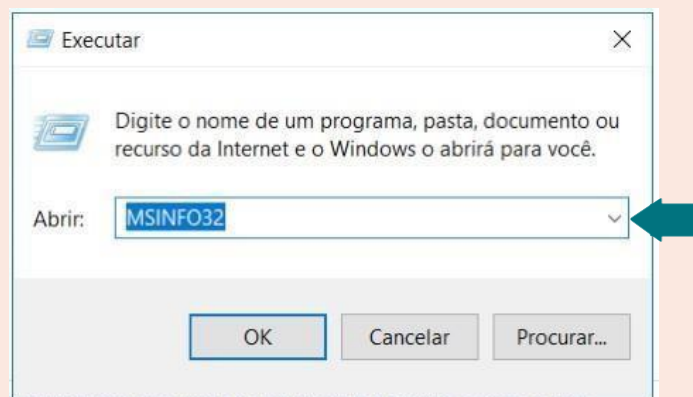 Executar
Digite o nome de um programa, pasta, documento ou
recurso da Internet e o Windows o abrirá para você.
Abrir: MSINFO32
OK Cancelar Procurar...